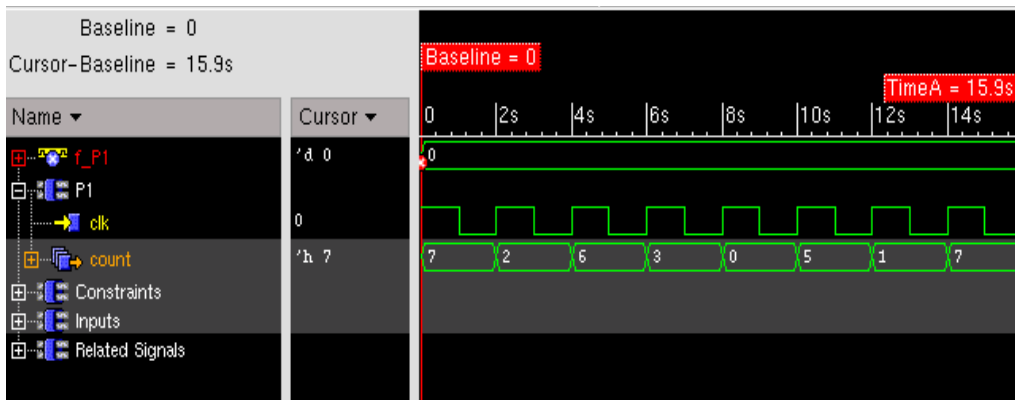 Baseline = 0
Cursor-Baseline = 15.9s
Baseline = 0
TimeA = 15.9s
Name Cursor 0 2s 4s 6s 8s 10s 12s 14s
f_P1 'd 0 0
P1
clk 0
count 'h 7 7 2 6 3 0 5 1 7
Constraints
Inputs
Related Signals